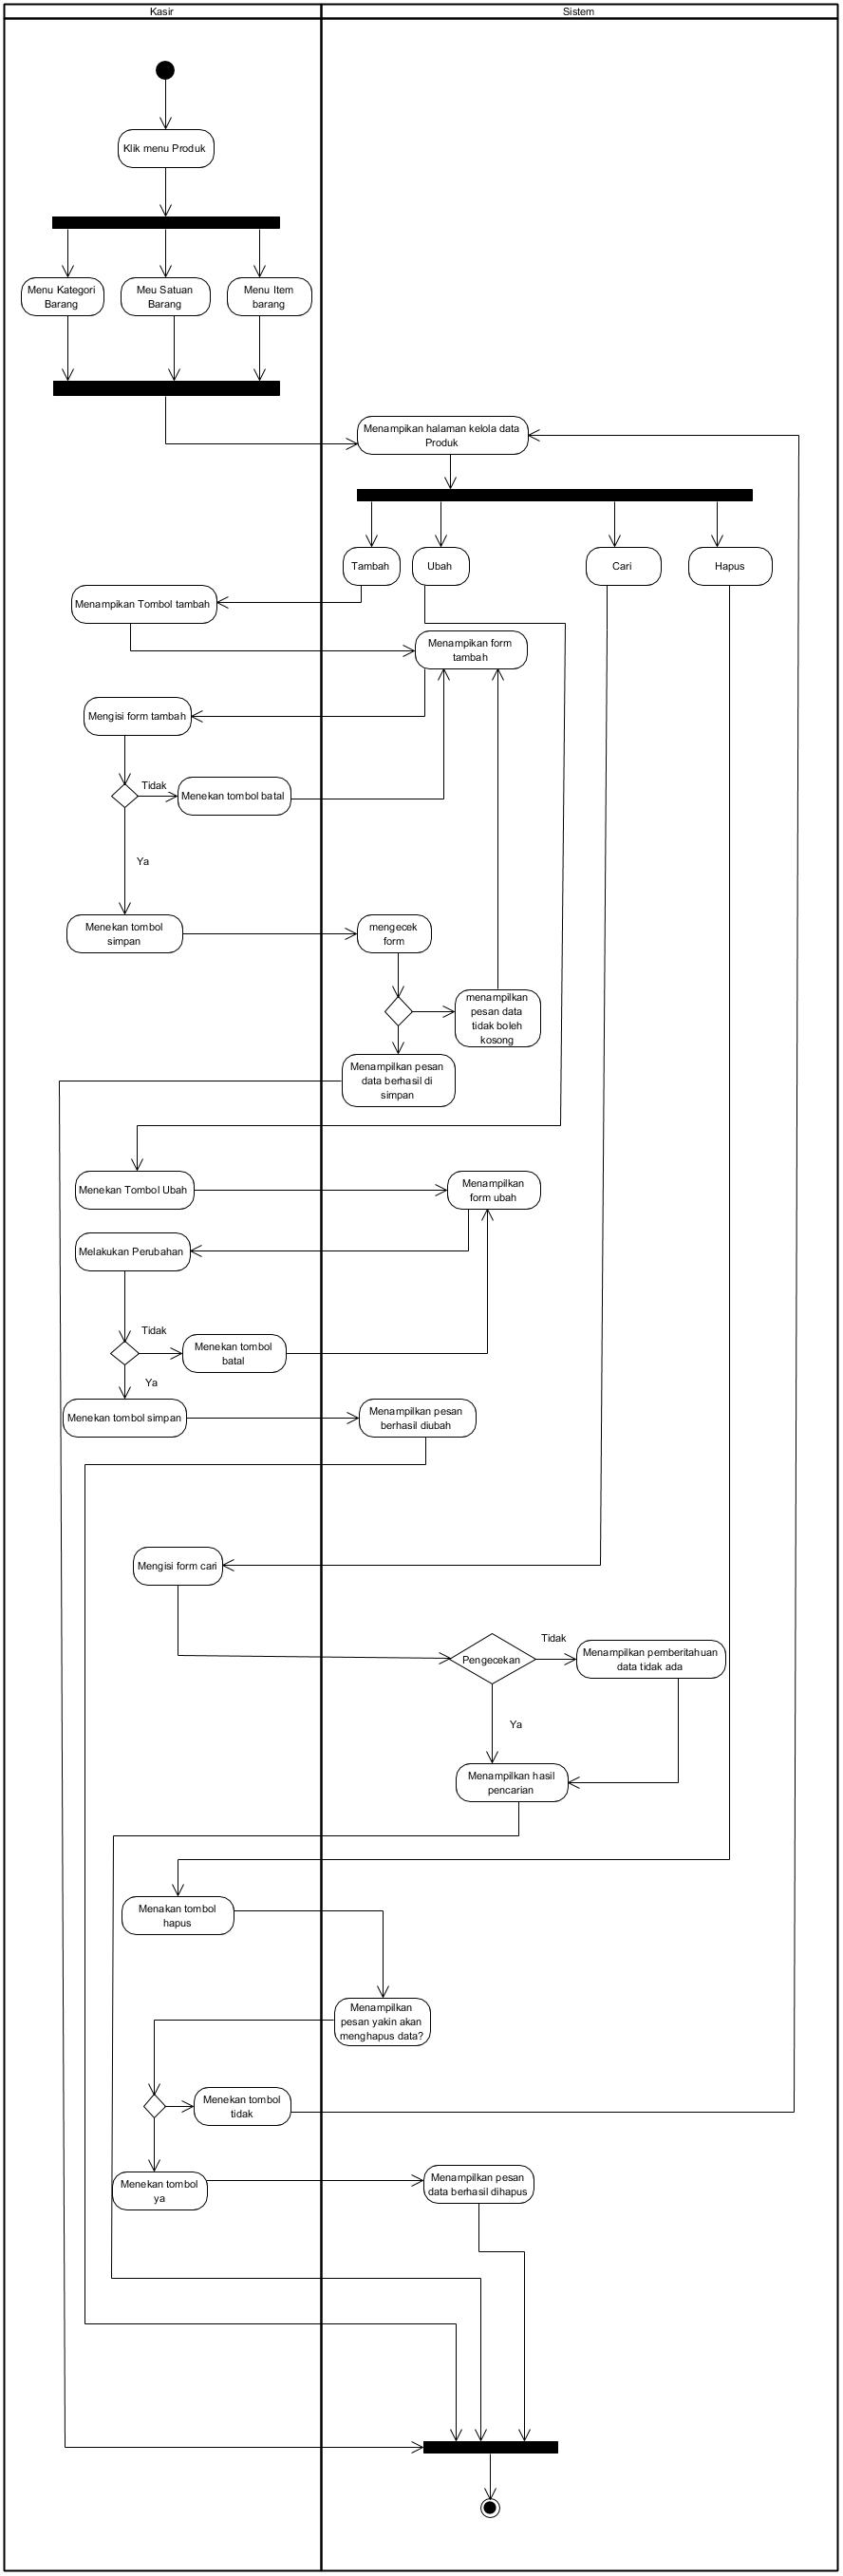 Kasir
Sistem
Klik menu Produk
Menu Kategori
Barang
Meu Satuan
Barang
Menu Item
barang
Menampikan halaman kelola data
Produk
Tambah
Ubah
Cari
Hapus
Menampikan Tombol tambah
Menampikan form
tambah
Mengisi form tambah
Tidak
Menekan tombol batal
Ya
Menekan tombol
simpan
mengecek
form
menampilkan
pesan data
tidak boleh
kosong
Menampilkan pesan
data berhasil di
simpan
Menekan Tombol Ubah
Menampilkan
form ubah
Melakukan Perubahan
Tidak
Menekan tombol
batal
Ya
Menekan tombol simpan
Menampilkan pesan
berhasil diubah
Mengisi form cari
Pengecekan
Tidak
Menampilkan pemberitahuan
data tidak ada
Ya
Menampilkan hasil
pencarian
Menakan tombol
hapus
Menampilkan
pesan yakin akan
menghapus data?
Menekan tombol
tidak
Menekan tombol
ya
Menampilkan pesan
data berhasil dihapus